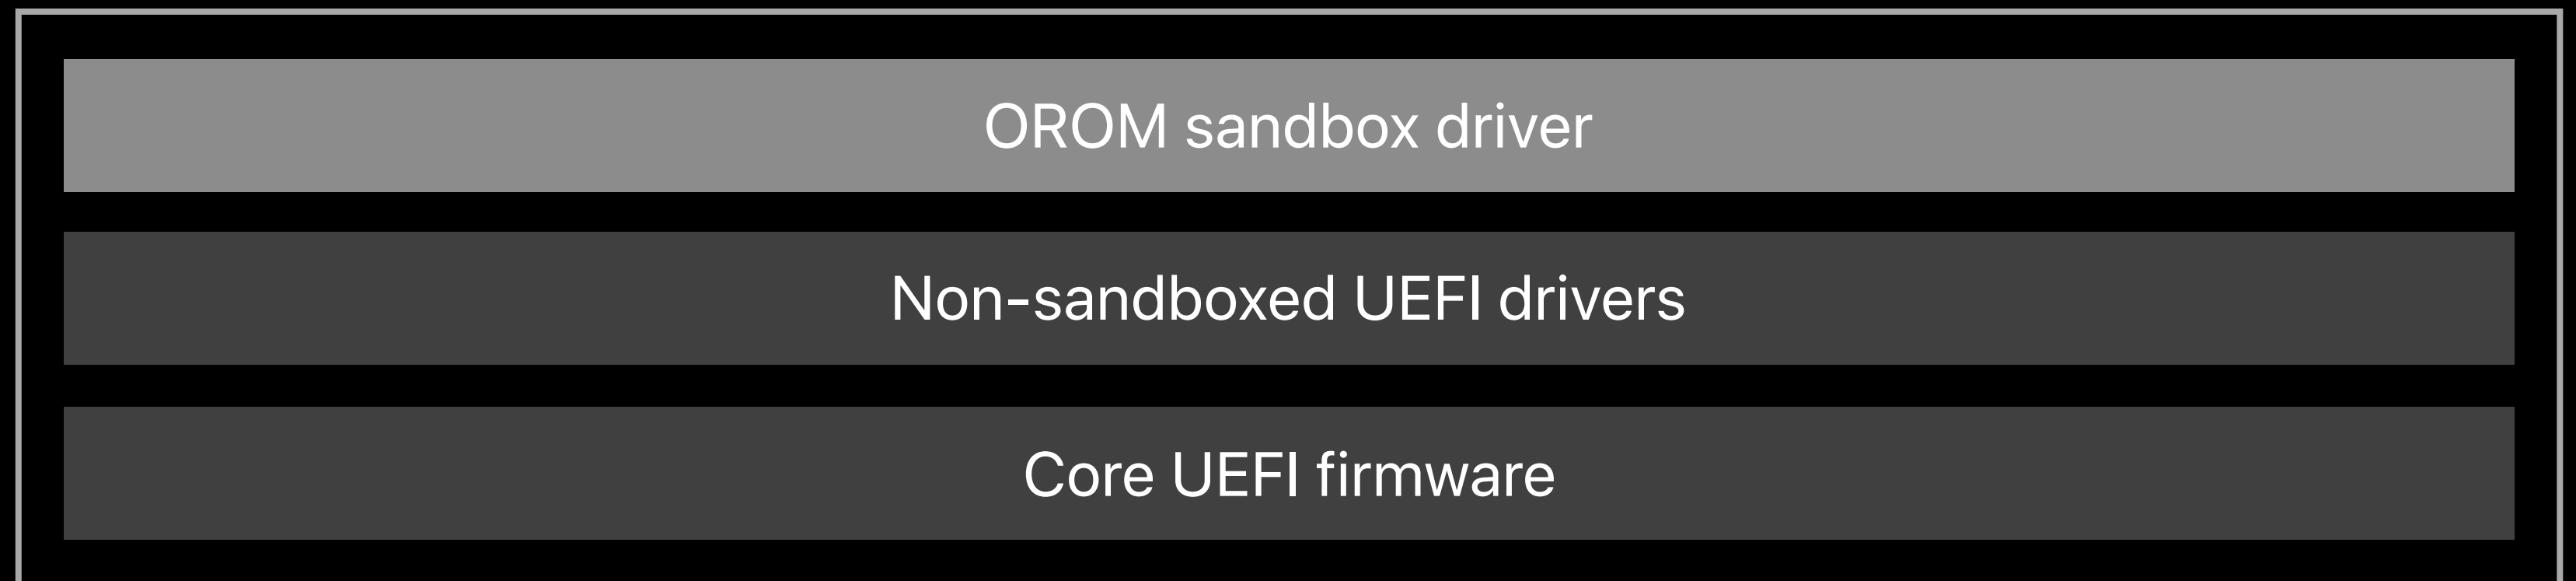 OROM sandbox driver
Non-sandboxed UEFI drivers
Core UEFI firmware